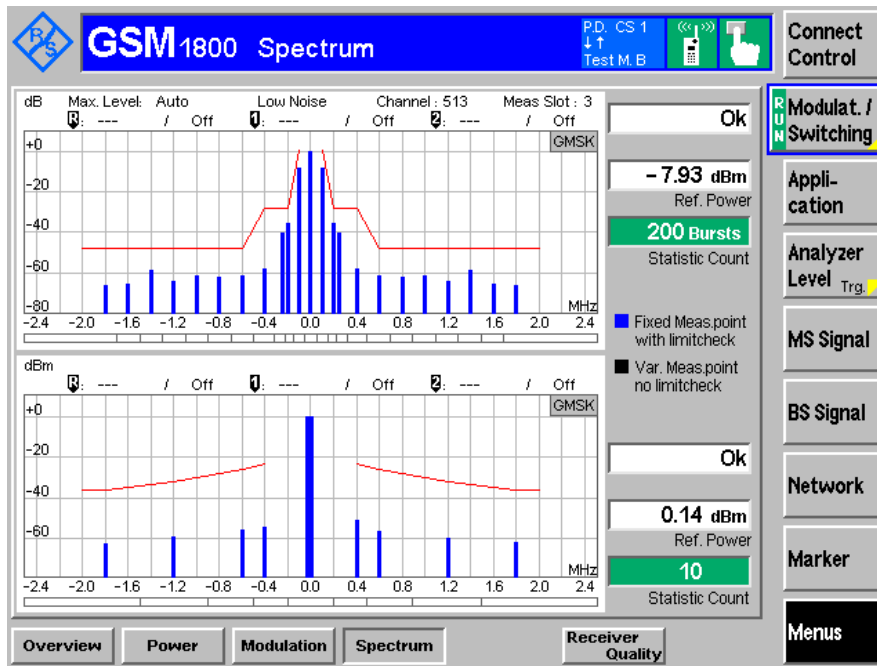 R&S
GSM 1800 Spectrum
P.D. CS 1
Test M. B
Connect Control
dB Max. Level: Auto Low Noise Channel : 513 Meas Slot : 3
R: --- / Off 1: --- / Off 2: --- / Off
GMSK
+0
-20
-40
-60
-80
MHz
-2.4 -2.0 -1.6 -1.2 -0.8 -0.4 0.0 0.4 0.8 1.2 1.6 2.0 2.4
Ok
- 7.93 dBm
Ref. Power
200 Bursts
Statistic Count
Fixed Meas.point
with limitcheck
Var. Meas.point
no limitcheck
dBm
R: --- / Off 1: --- / Off 2: --- / Off
GMSK
+0
-20
-40
-60
MHz
-2.4 -2.0 -1.6 -1.2 -0.8 -0.4 0.0 0.4 0.8 1.2 1.6 2.0 2.4
Ok
0.14 dBm
Ref. Power
10
Statistic Count
RUN
Modulat. /
Switching
Appli-
cation
Analyzer
Level Trg.
MS Signal
BS Signal
Network
Marker
Menus
Overview Power Modulation Spectrum Receiver
Quality